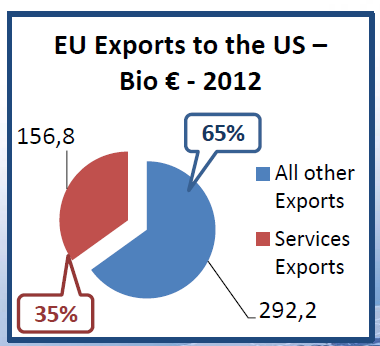 EU Exports to the US –
Bio € - 2012
156,8
65%
All other
Exports
Services
Exports
35%
292,2